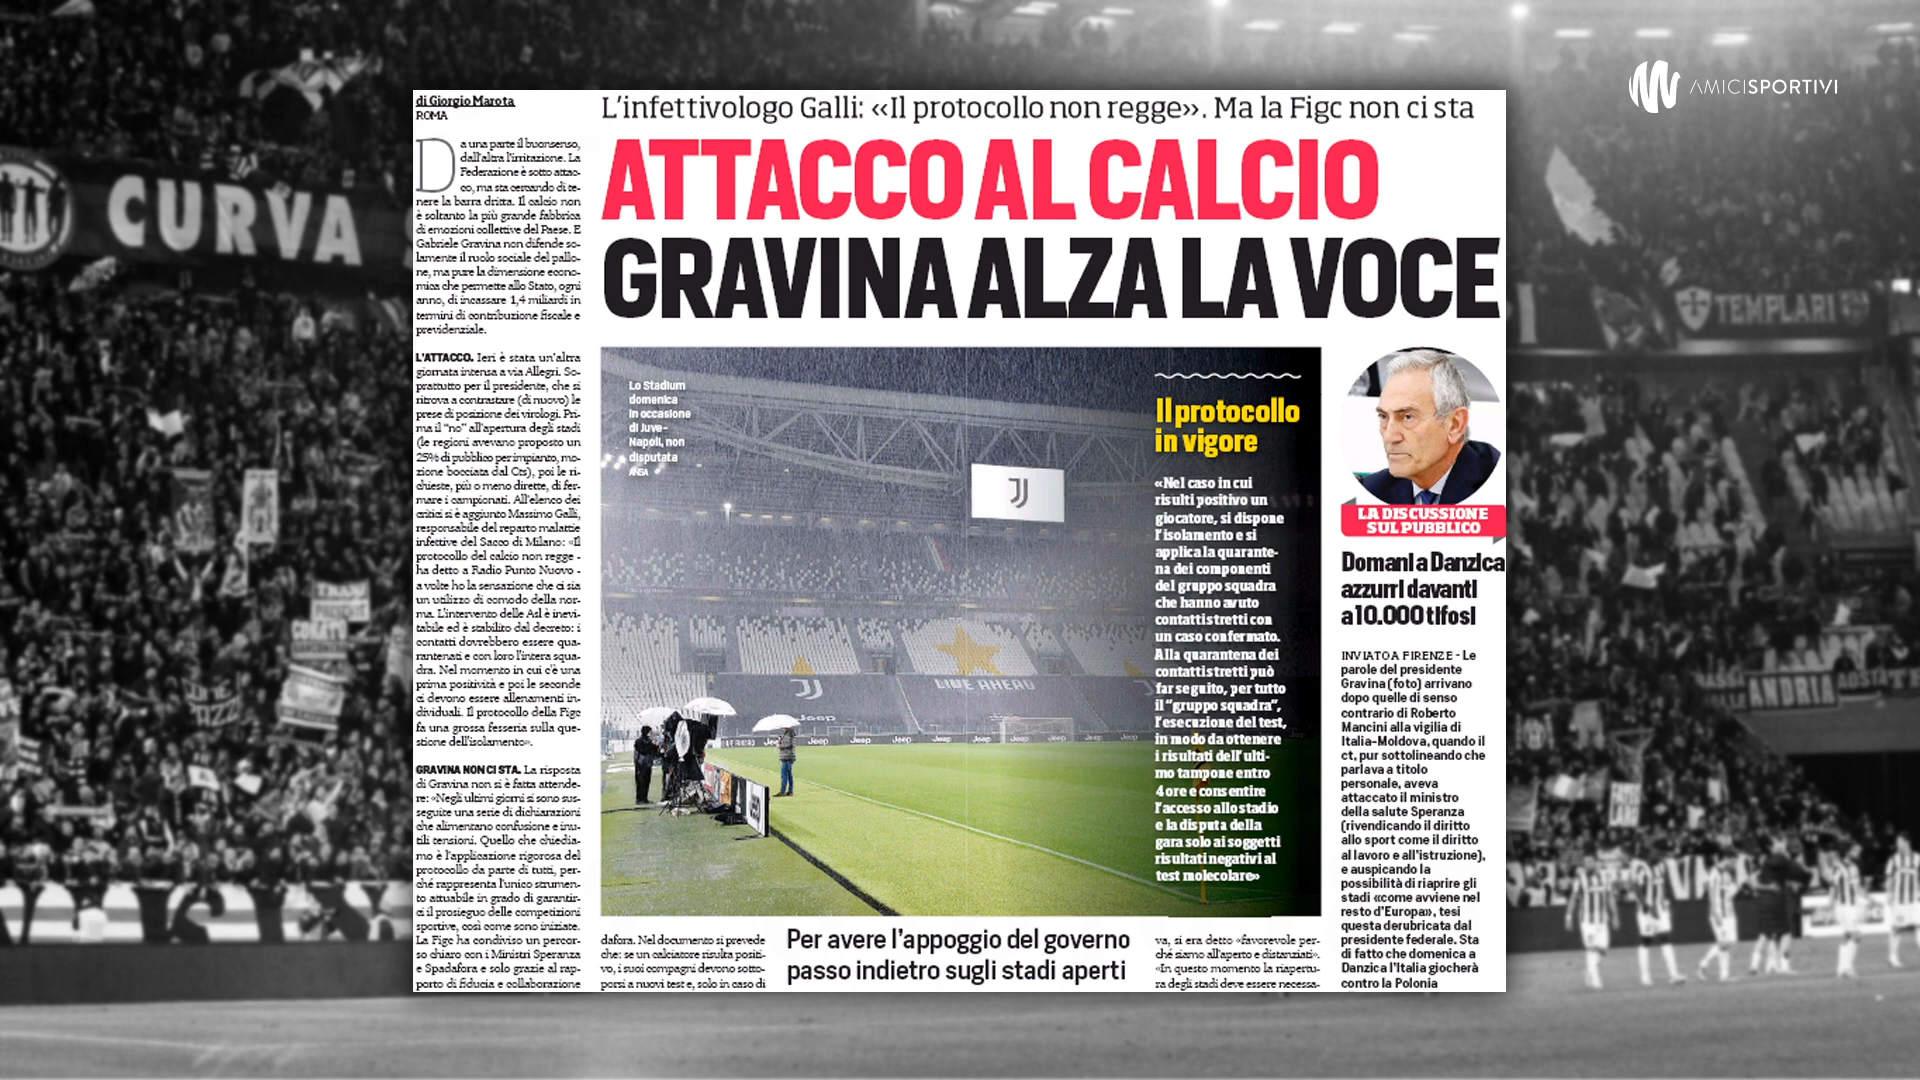 AMICISPORTIVI
CURVA
TEMPLARI
ANDRIA
AOSTA
di Giorgio Marota
ROMA
L'infettivologo Galli: «Il protocollo non regge». Ma la Figc non ci sta
ATTACCO AL CALCIO
GRAVINA ALZA LA VOCE
Da una parte il buonsenso,
dall'altra l'irritazione. La
Federazione è sotto attac-
co, ma sta cercando di te-
nere la barra dritta. Il calcio non
è soltanto la più grande fabbrica
di emozioni collettive del Paese. E
Gabriele Gravina non difende so-
lamente il ruolo sociale del pallo-
ne, ma pure la dimensione econo-
mica che permette allo Stato, ogni
anno, di incassare 1,4 miliardi in
termini di contribuzione fiscale e
previdenziale.
L'ATTACCO. Ieri è stata un'altra
giornata intensa a via Allegri. So-
prattutto per il presidente, che si
ritrova a contrastare (di nuovo) le
prese di posizione dei virologi. Pri-
ma il "no" all'apertura degli stadi
(le regioni avevano proposto un
25% di pubblico per impianto, mo-
zione bocciata dal Cts), poi le ri-
chieste, più o meno dirette, di fer-
mare i campionati. All'elenco dei
critici si è aggiunto Massimo Galli,
responsabile del reparto malattie
infettive del Sacco di Milano: «Il
protocollo del calcio non regge -
ha detto a Radio Punto Nuovo -
a volte ho la sensazione che ci sia
un utilizzo di comodo della nor-
ma. L'intervento delle Asl è inevi-
tabile ed è stabilito dal decreto: i
contatti dovrebbero essere qua-
rantenati e con loro l'intera squa-
dra. Nel momento in cui c'è una
prima positività e poi le seconde
ci devono essere allenamenti in-
dividuali. Il protocollo della Figc
fa una grossa fesseria sulla que-
stione dell'isolamento».
GRAVINA NON CI STA. La risposta
di Gravina non si è fatta attende-
re: «Negli ultimi giorni si sono sus-
seguite una serie di dichiarazioni
che alimentano confusione e inu-
tili tensioni. Quello che chiedia-
mo è l'applicazione rigorosa del
protocollo da parte di tutti, per-
ché rappresenta l'unico strumen-
to attuabile in grado di garantir-
ci il prosieguo delle competizioni
sportive, così come sono iniziate.
La Figc ha condiviso un percor-
so chiaro con i Ministri Speranza
e Spadafora e solo grazie al rap-
porto di fiducia e collaborazione
Lo Stadium
domenica
in occasione
di Juve-
Napoli, non
disputata
ANSA
LIVE AHEAD
Jeep
Jeep Jeep Jeep Jeep Jeep Jeep Jeep
Il protocollo
in vigore
«Nel caso in cui
risulti positivo un
giocatore, si dispone
l'isolamento e si
applica la quarante-
na dei componenti
del gruppo squadra
che hanno avuto
contatti stretti con
un caso confermato.
Alla quarantena dei
contatti stretti può
far seguito, per tutto
il "gruppo squadra",
l'esecuzione del test,
in modo da ottenere
i risultati dell'ulti-
mo tampone entro
4 ore e consentire
l'accesso allo stadio
e la disputa della
gara solo ai soggetti
risultati negativi al
test molecolare»
dafora. Nel documento si prevede
che: se un calciatore risulta positi-
vo, i suoi compagni devono sotto-
porsi a nuovi test e, solo in caso di
Per avere l'appoggio del governo
passo indietro sugli stadi aperti
va, si era detto «favorevole per-
ché siamo all'aperto e distanziati».
«In questo momento la riapertu-
ra degli stadi deve essere necessa-
LA DISCUSSIONE
SUL PUBBLICO
Domani a Danzica
azzurri davanti
a 10.000 tifosi
INVIATO A FIRENZE - Le
parole del presidente
Gravina (foto) arrivano
dopo quelle di senso
contrario di Roberto
Mancini alla vigilia di
Italia-Moldova, quando il
ct, pur sottolineando che
parlava a titolo
personale, aveva
attaccato il ministro
della salute Speranza
(rivendicando il diritto
allo sport come il diritto
al lavoro e all'istruzione),
e auspicando la
possibilità di riaprire gli
stadi «come avviene nel
resto d'Europa», tesi
questa derubricata dal
presidente federale. Sta
di fatto che domenica a
Danzica l'Italia giocherà
contro la Polonia